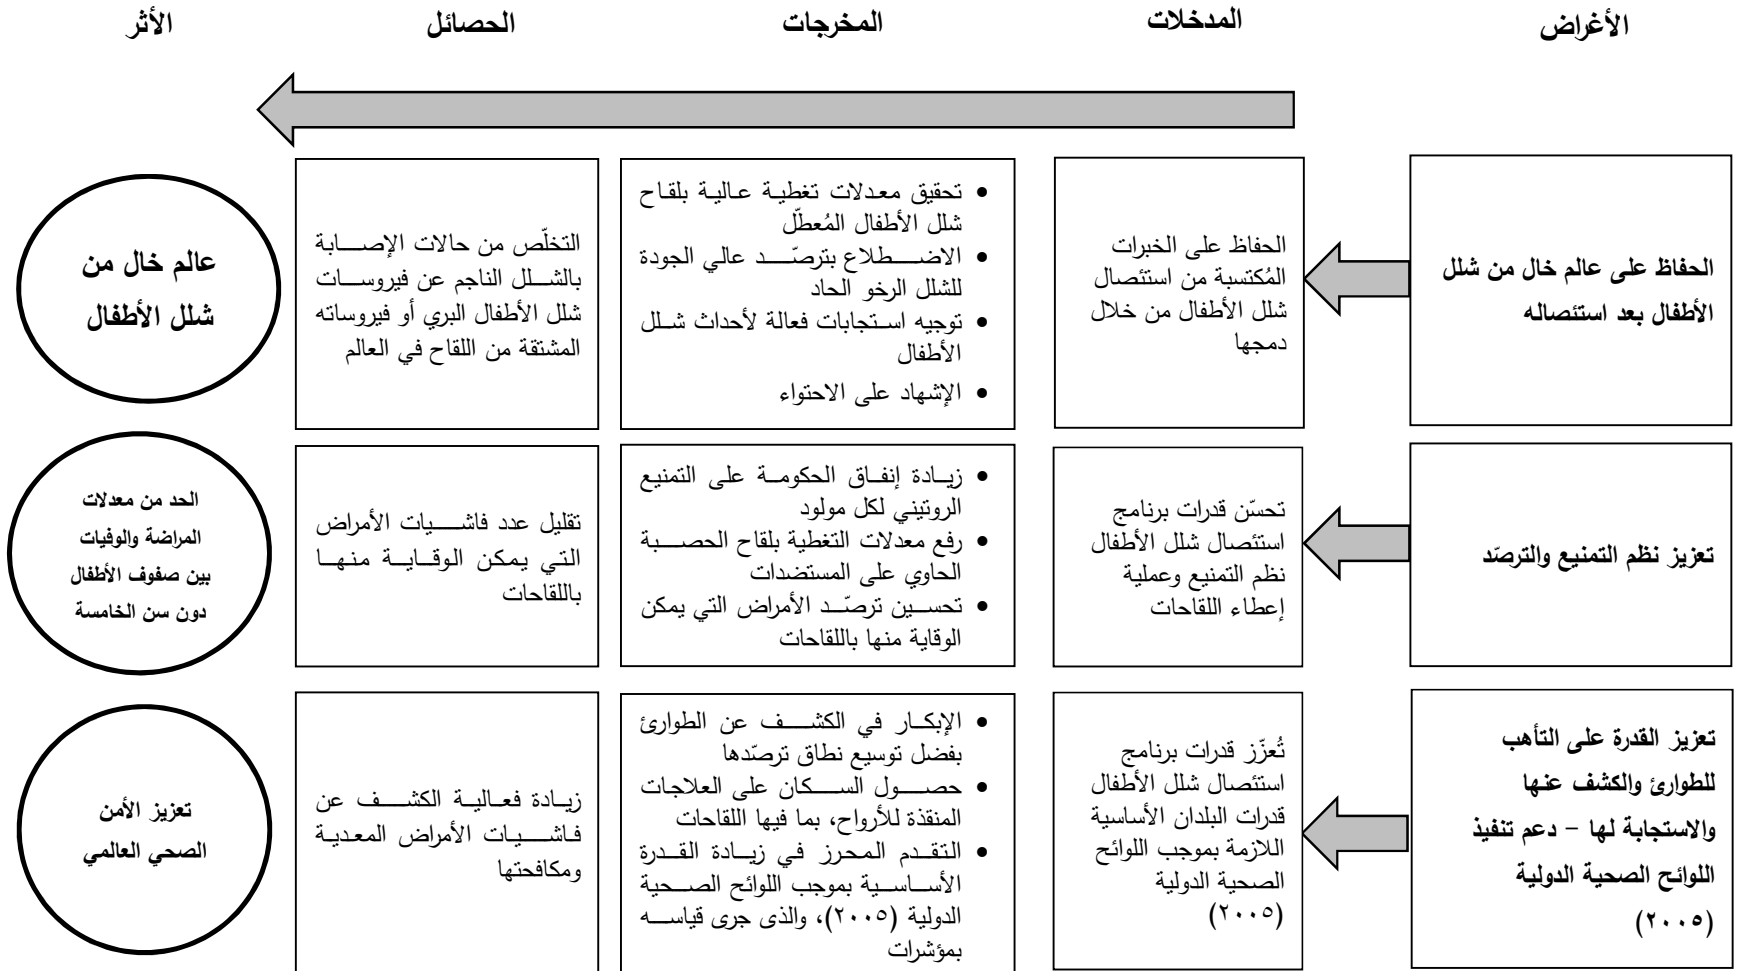 الأغراض
المدخلات
المخرجات
الحصائل
الأثر
الحفاظ على عالم خال من شلل
الأطفال بعد استئصاله
الحفاظ على الخبرات
المُكتسبة من استئصال
شلل الأطفال من خلال
دمجها
• تحقيق معدلات تغطية عالية بلقاح
شلل الأطفال المُعطّل
• الاضطلاع بترصّد عالي الجودة
للشلل الرخو الحاد
• توجيه استجابات فعالة لأحداث شلل
الأطفال
• الإشهاد على الاحتواء
التخلّص من حالات الإصابة
بالشلل الناجم عن فيروسات
شلل الأطفال البري أو فيروساته
المشتقة من اللقاح في العالم
عالم خال من
شلل الأطفال
تعزيز نظم التمنيع والترصّد
تحسّن قدرات برنامج
استئصال شلل الأطفال
نظم التمنيع وعملية
إعطاء اللقاحات
• زيادة إنفاق الحكومة على التمنيع
الروتيني لكل مولود
• رفع معدلات التغطية بلقاح الحصبة
الحاوي على المستضدات
• تحسين ترصّد الأمراض التي يمكن
الوقاية منها باللقاحات
تقليل عدد فاشيات الأمراض
التي يمكن الوقاية منها
باللقاحات
الحد من معدلات
المراضة والوفيات
بين صفوف الأطفال
دون سن الخامسة
تعزيز القدرة على التأهب
للطوارئ والكشف عنها
والاستجابة لها – دعم تنفيذ
اللوائح الصحية الدولية
(٢٠٠٥)
تُعزّز قدرات برنامج
استئصال شلل الأطفال
قدرات البلدان الأساسية
اللازمة بموجب اللوائح
الصحية الدولية
(٢٠٠٥)
• الإبكار في الكشف عن الطوارئ
بفضل توسيع نطاق ترصّدها
• حصول السكان على العلاجات
المنقذة للأرواح، بما فيها اللقاحات
• التقدم المحرز في زيادة القدرة
الأساسية بموجب اللوائح الصحية
الدولية (٢٠٠٥)، والذى جرى قياسه
بمؤشرات
زيادة فعالية الكشف عن
فاشيات الأمراض المعدية
ومكافحتها
تعزيز الأمن
الصحي العالمي